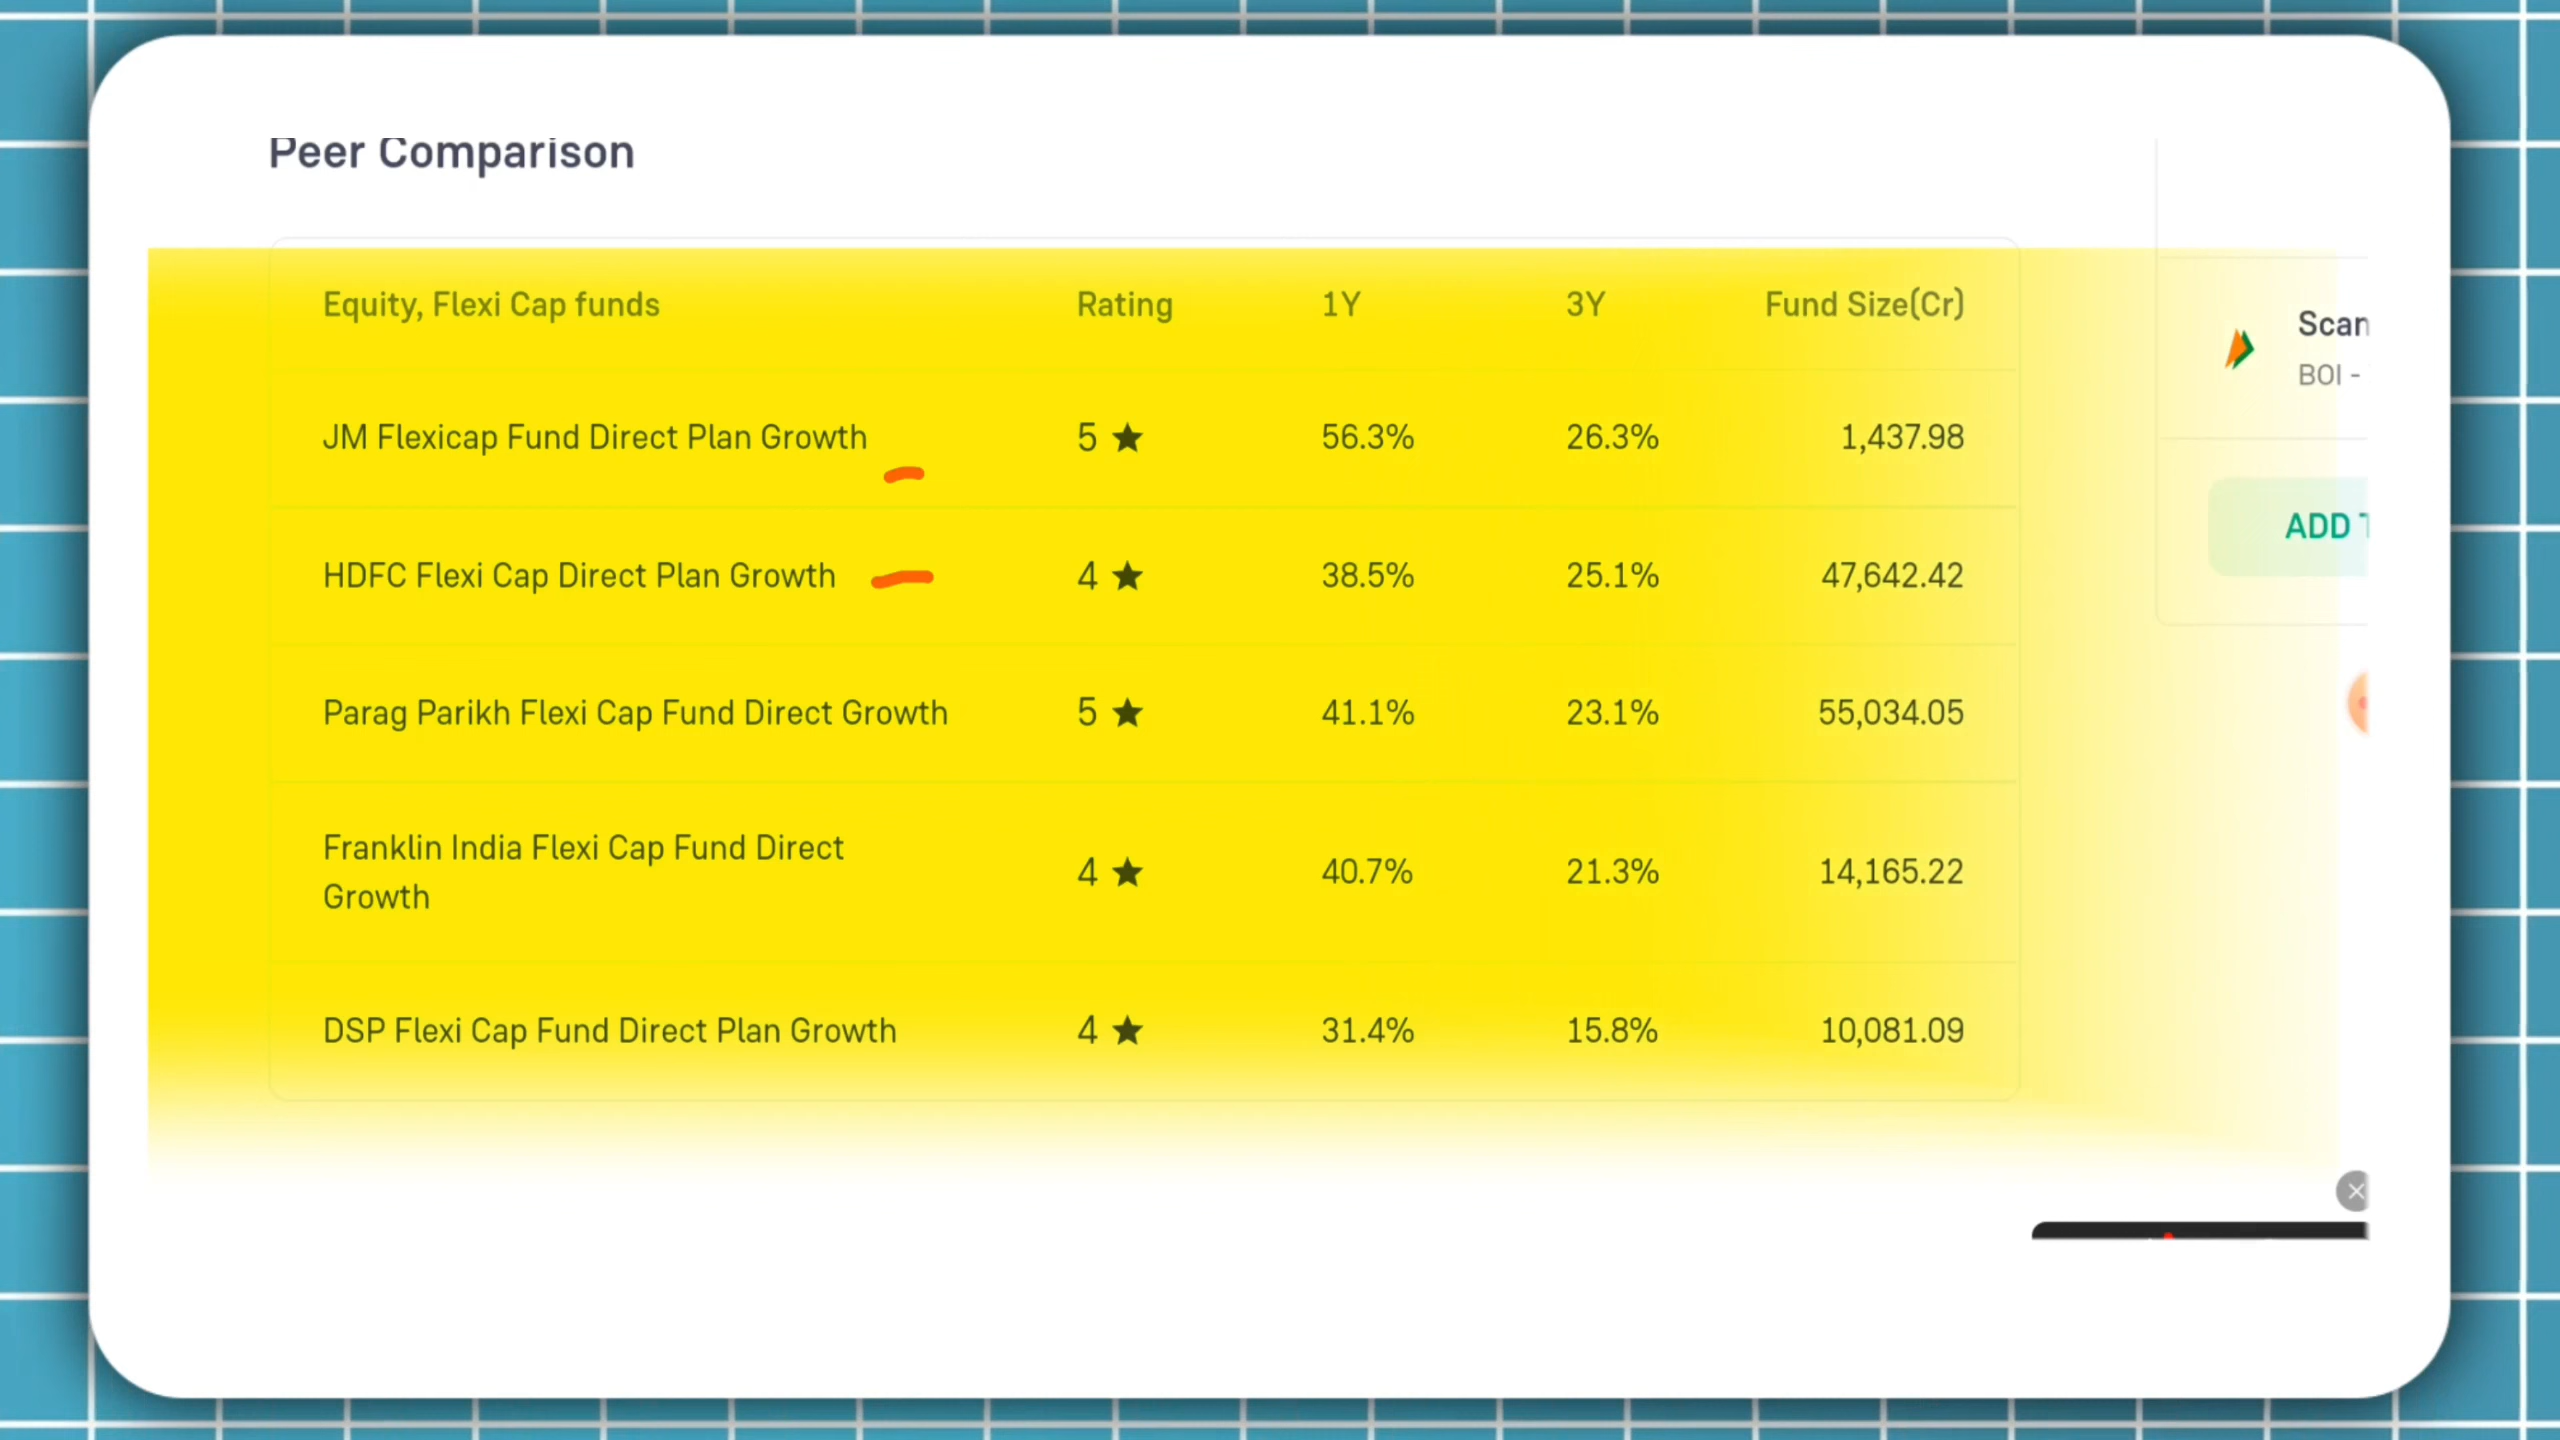 Peer Comparison
Equity, Flexi Cap funds Rating 1Y 3Y Fund Size(Cr)
JM Flexicap Fund Direct Plan Growth 5 ★ 56.3% 26.3% 1,437.98
HDFC Flexi Cap Direct Plan Growth 4 ★ 38.5% 25.1% 47,642.42
Parag Parikh Flexi Cap Fund Direct Growth 5 ★ 41.1% 23.1% 55,034.05
Franklin India Flexi Cap Fund Direct
Growth 4 ★ 40.7% 21.3% 14,165.22
DSP Flexi Cap Fund Direct Plan Growth 4 ★ 31.4% 15.8% 10,081.09
Scan
BOI -
ADD